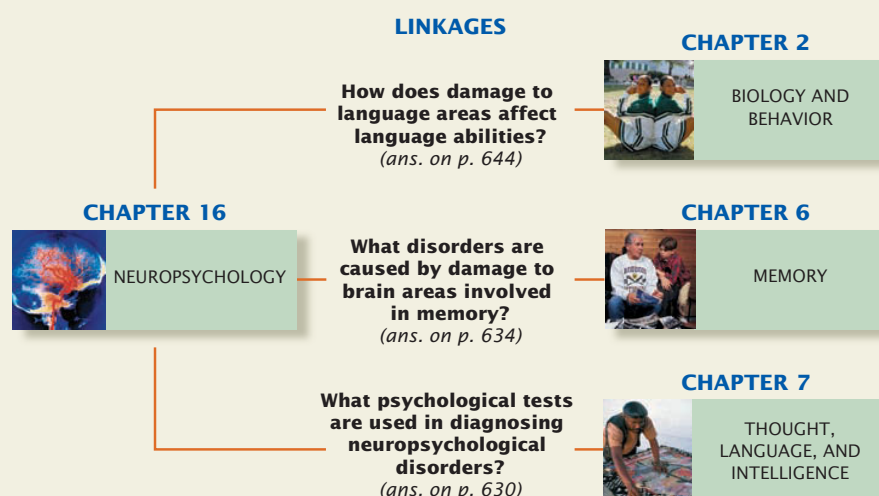 LINKAGES
CHAPTER 2
How does damage to
language areas affect
language abilities?
(ans. on p. 644)
BIOLOGY AND
BEHAVIOR
CHAPTER 16
NEUROPSYCHOLOGY
CHAPTER 6
What disorders are
caused by damage to
brain areas involved
in memory?
(ans. on p. 634)
MEMORY
CHAPTER 7
What psychological tests
are used in diagnosing
neuropsychological
disorders?
(ans. on p. 630)
THOUGHT,
LANGUAGE, AND
INTELLIGENCE